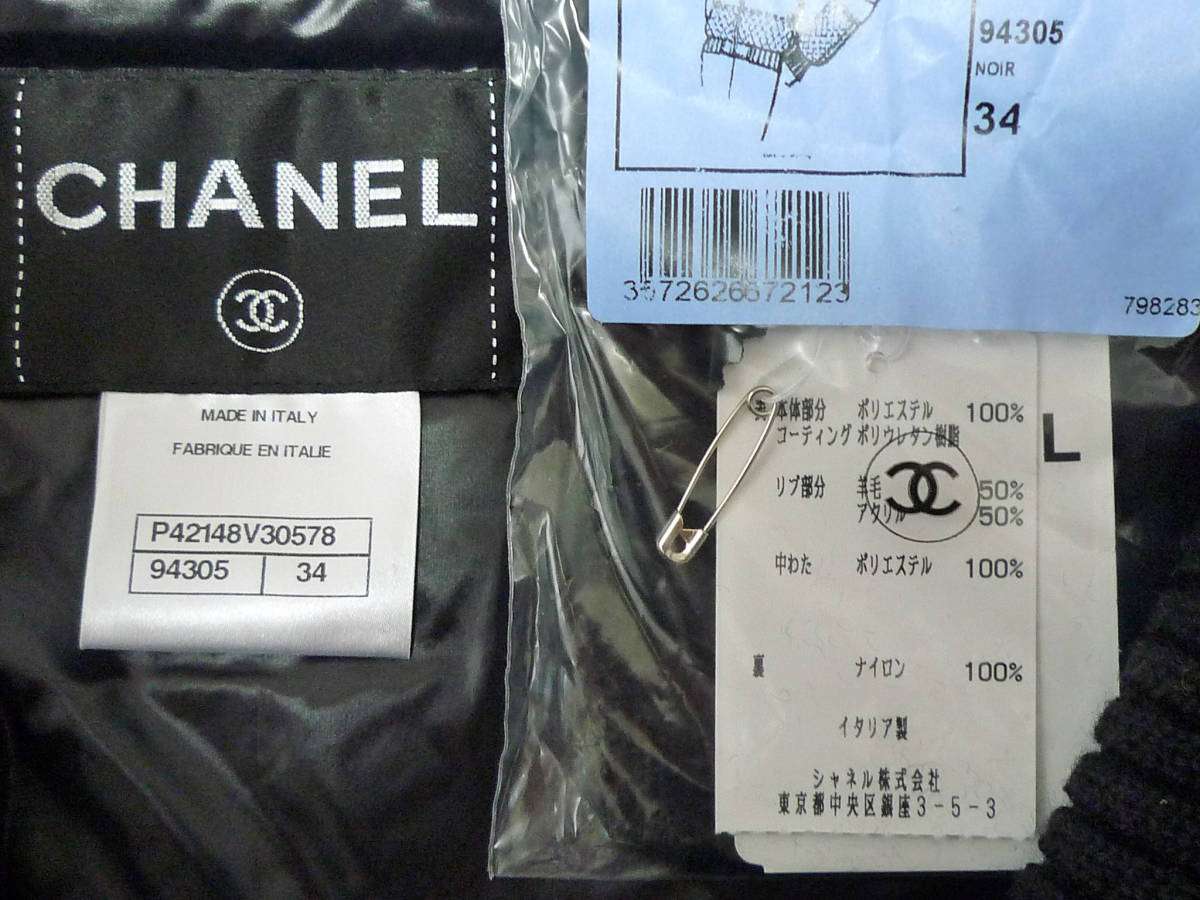 CHANEL
MADE IN ITALY
FABRIQUE EN ITALIE
P42148V30578
94305 34
94305
NOIR
34
3572626672123
798283
表 本体部分 ポリエステル 100%
コーティング ポリウレタン樹脂
リブ部分 羊毛 50%
アクリル 50%
中わた ポリエステル 100%
裏 ナイロン 100%
イタリア製
シャネル株式会社
東京都中央区銀座3-5-3
L